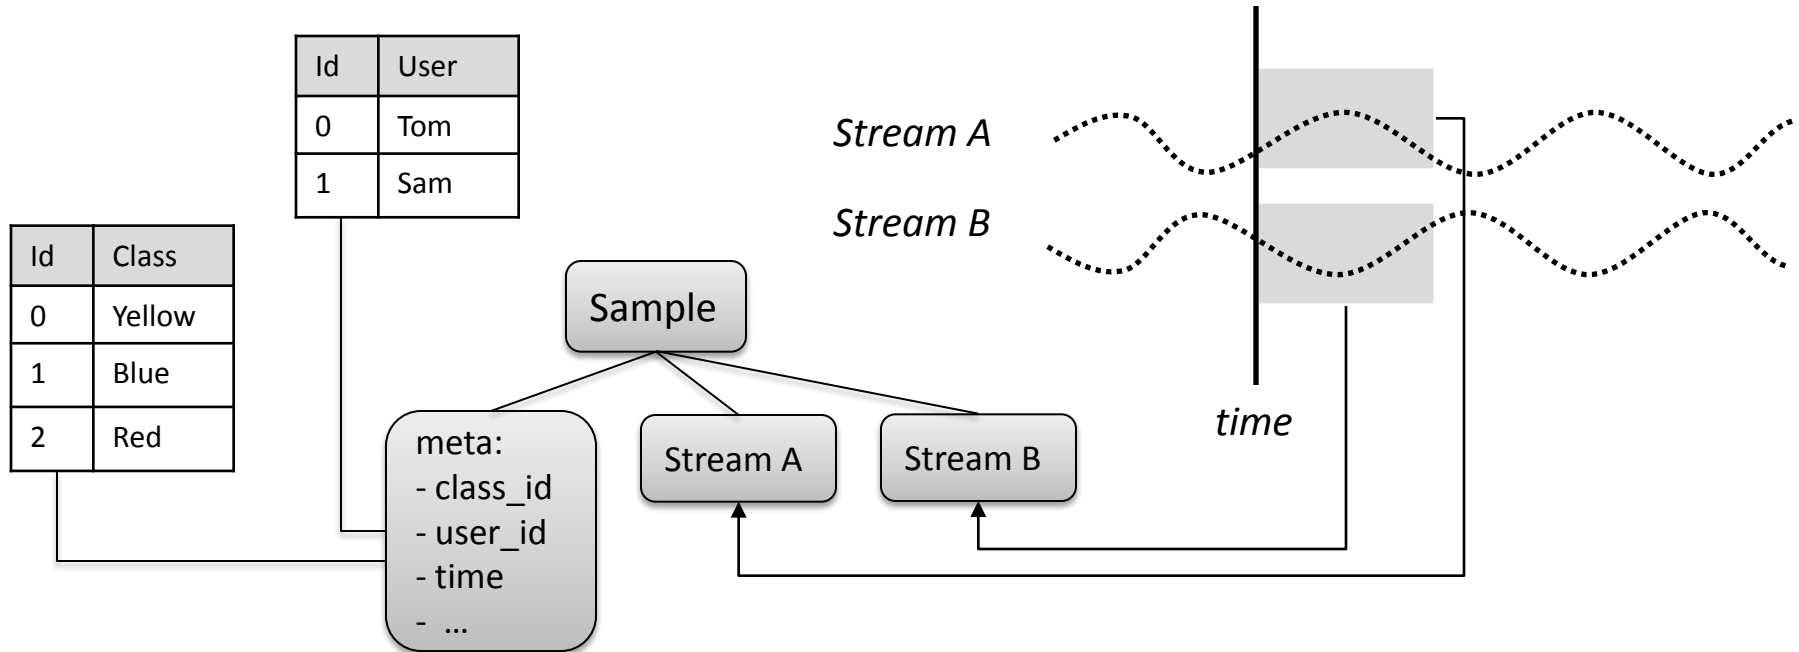 Id User
0 Tom
1 Sam
Id Class
0 Yellow
1 Blue
2 Red
Sample
meta:
- class_id
- user_id
- time
- ...
Stream A
Stream B
Stream A
Stream B
time